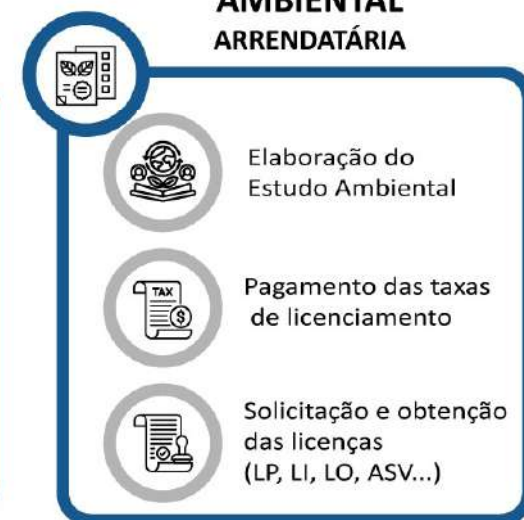 AMBIENTAL
ARRENDATÁRIA
Elaboração do
Estudo Ambiental
TAX
Pagamento das taxas
de licenciamento
Solicitação e obtenção
das licenças
(LP, LI, LO, ASV...)